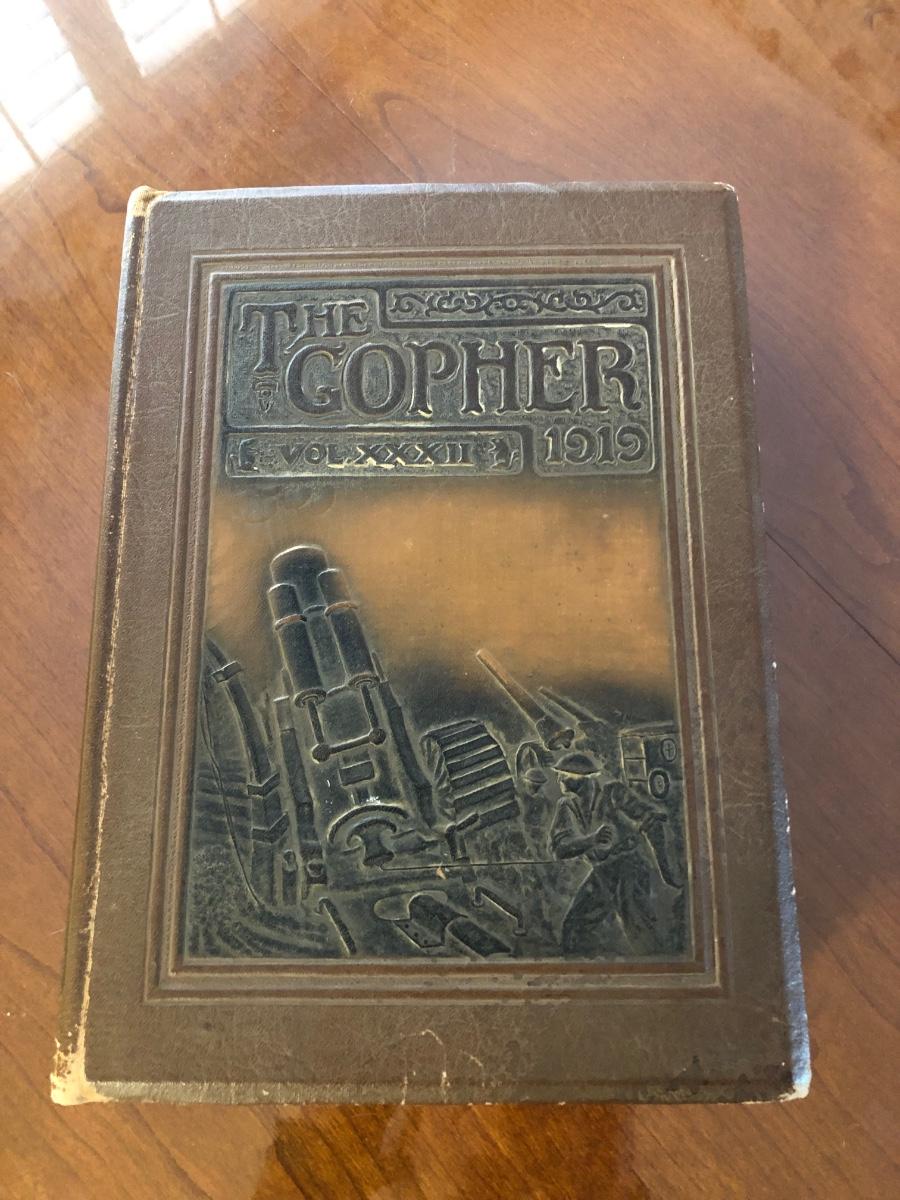 THE
GOPHER
VOL XXXII 1919